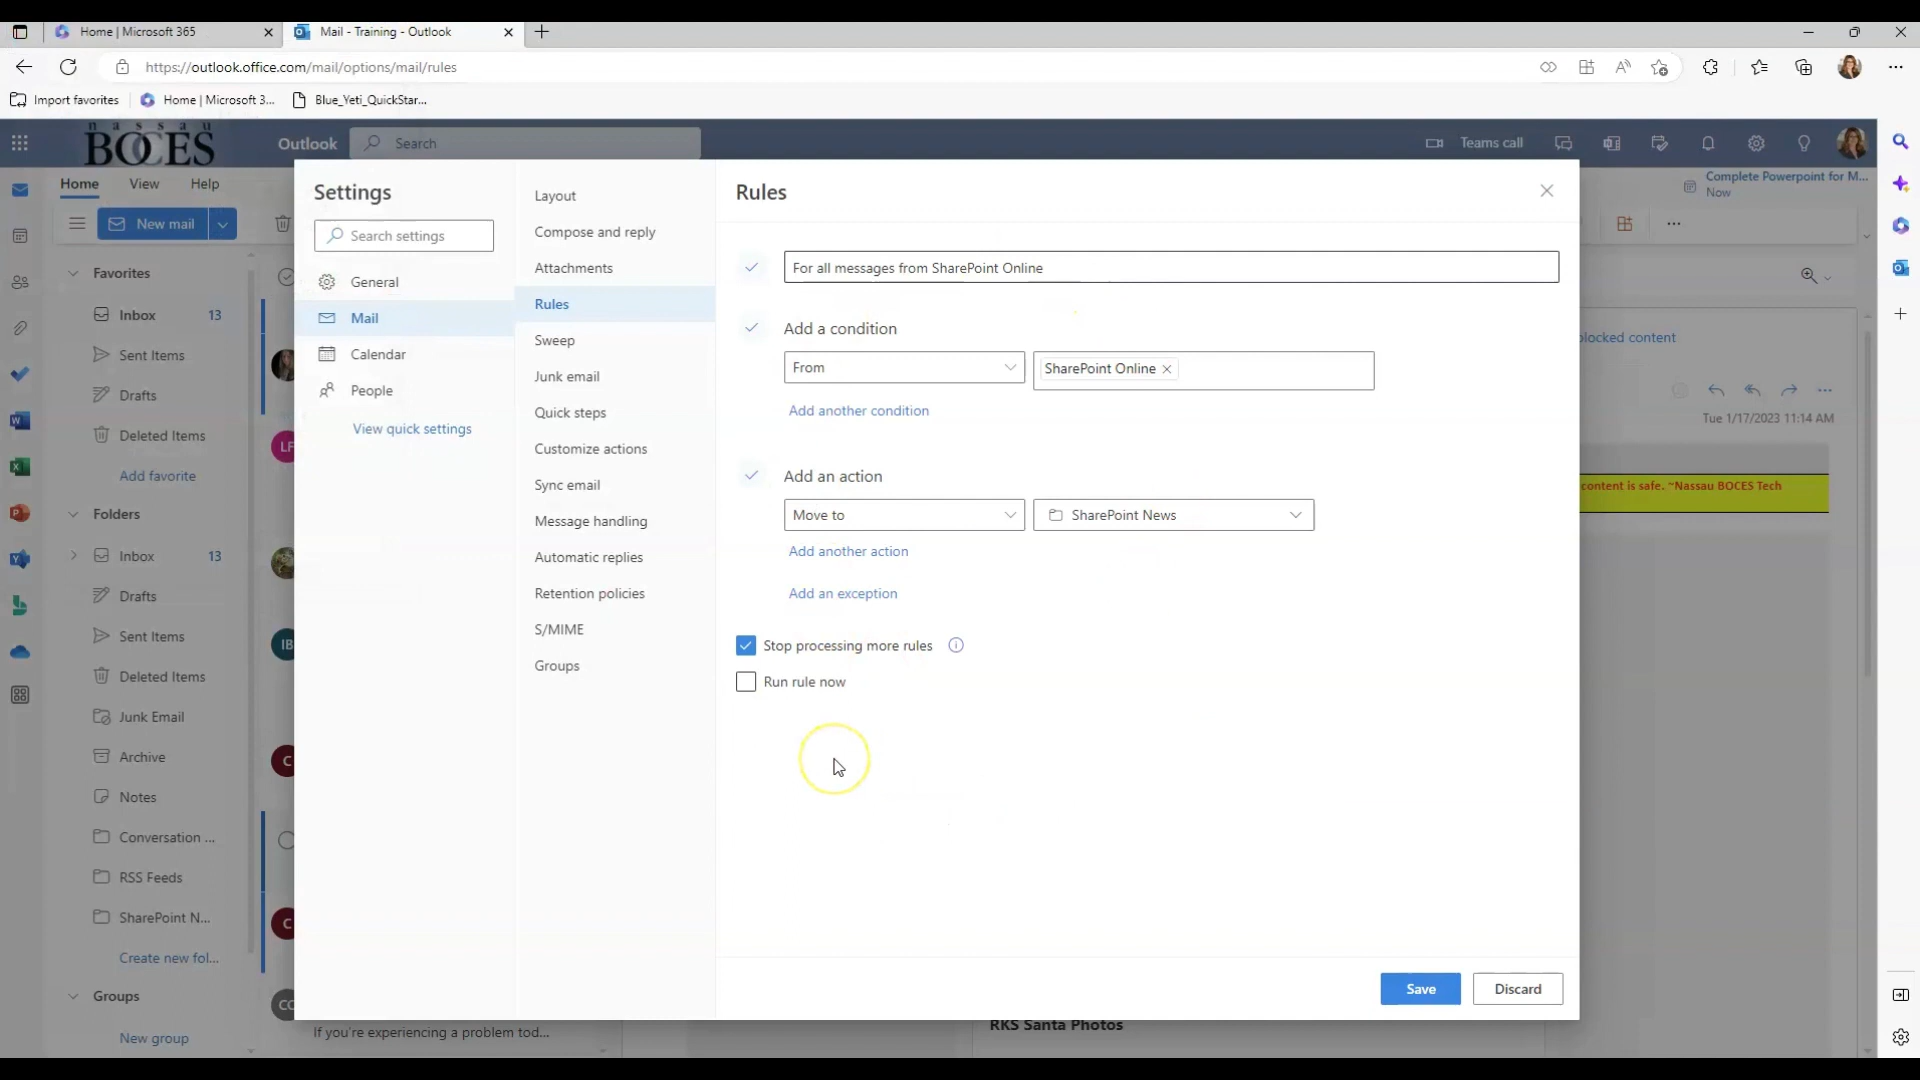 Home | Microsoft 365
Mail - Training - Outlook
https://outlook.office.com/mail/options/mail/rules
Import favorites
Home | Microsoft 3...
Blue_Yeti_QuickStar...
nassau
BOCES
Outlook
Search
Teams call
Home
View
Help
Complete Powerpoint for M...
Now
New mail
Settings
Search settings
General
Mail
Calendar
People
View quick settings
Layout
Compose and reply
Attachments
Rules
Sweep
Junk email
Quick steps
Customize actions
Sync email
Message handling
Automatic replies
Retention policies
S/MIME
Groups
Rules
For all messages from SharePoint Online
Add a condition
From
SharePoint Online
Add another condition
Add an action
Move to
SharePoint News
Add another action
Add an exception
Stop processing more rules
Run rule now
Save
Discard
Favorites
Inbox 13
Sent Items
Drafts
Deleted Items
Add favorite
Folders
Inbox 13
Drafts
Sent Items
Deleted Items
Junk Email
Archive
Notes
Conversation ...
RSS Feeds
SharePoint N...
Create new fol...
Groups
New group
LF
IB
C
C
CC
blocked content
Tue 1/17/2023 11:14 AM
content is safe. ~Nassau BOCES Tech
If you're experiencing a problem tod...
RKS Santa Photos